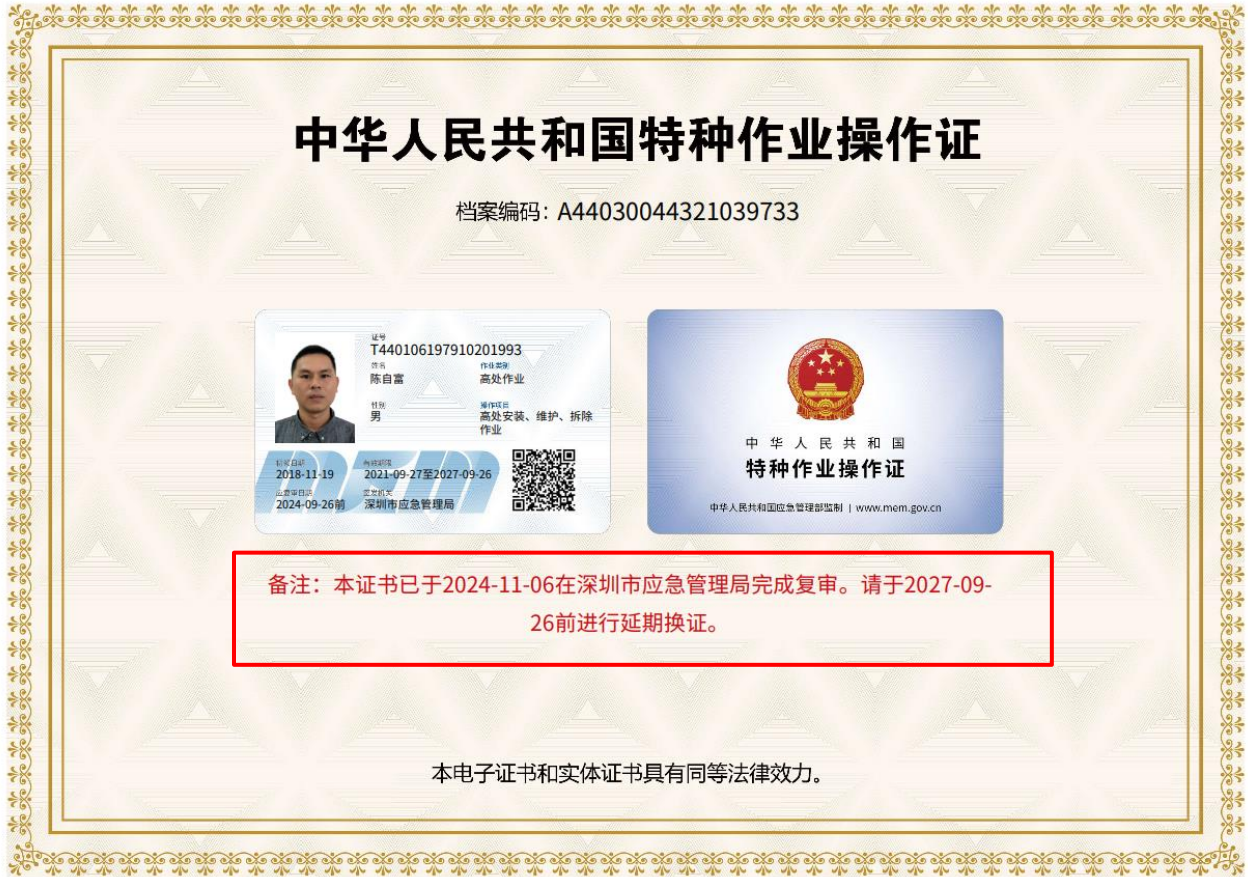 中华人民共和国特种作业操作证
档案编码：A44030044321039733
证号
T440106197910201993
姓名
陈自富
作业类别
高处作业
性别
男
操作项目
高处安装、维护、拆除
作业
初领日期
2018-11-19
有效期限
2021-09-27至2027-09-26
应复审日期
2024-09-26前
签发机关
深圳市应急管理局
中华人民共和国
特种作业操作证
中华人民共和国应急管理部监制 | www.mem.gov.cn
备注：本证书已于2024-11-06在深圳市应急管理局完成复审。请于2027-09-
26前进行延期换证。
本电子证书和实体证书具有同等法律效力。